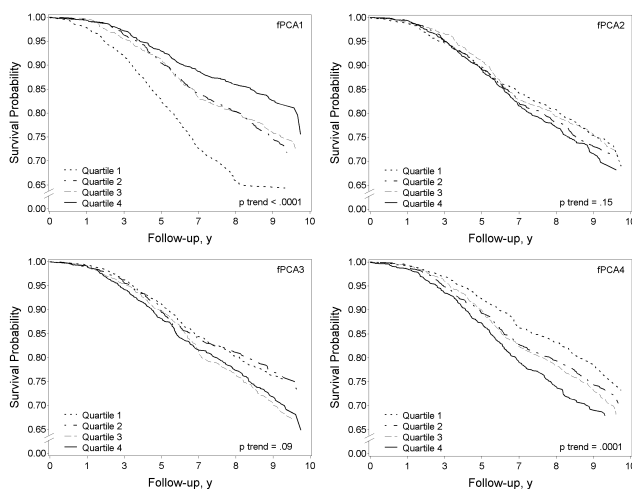 fPCA1
Survival Probability
1.00
0.95
0.90
0.85
0.80
0.75
0.70
0.65
0.00
Quartile 1
Quartile 2
Quartile 3
Quartile 4
p trend < .0001
0 1 3 5 7 7 9 10
Follow-up, y
fPCA2
Survival Probability
1.00
0.95
0.90
0.85
0.80
0.75
0.70
0.65
0.00
Quartile 1
Quartile 2
Quartile 3
Quartile 4
p trend = .15
0 1 3 5 7 7 9 10
Follow-up, y
fPCA3
Survival Probability
1.00
0.95
0.90
0.85
0.80
0.75
0.70
0.65
0.00
Quartile 1
Quartile 2
Quartile 3
Quartile 4
p trend = .09
0 1 3 5 7 7 9 10
Follow-up, y
fPCA4
Survival Probability
1.00
0.95
0.90
0.85
0.80
0.75
0.70
0.65
0.00
Quartile 1
Quartile 2
Quartile 3
Quartile 4
p trend = .0001
0 1 3 5 7 7 9 10
Follow-up, y